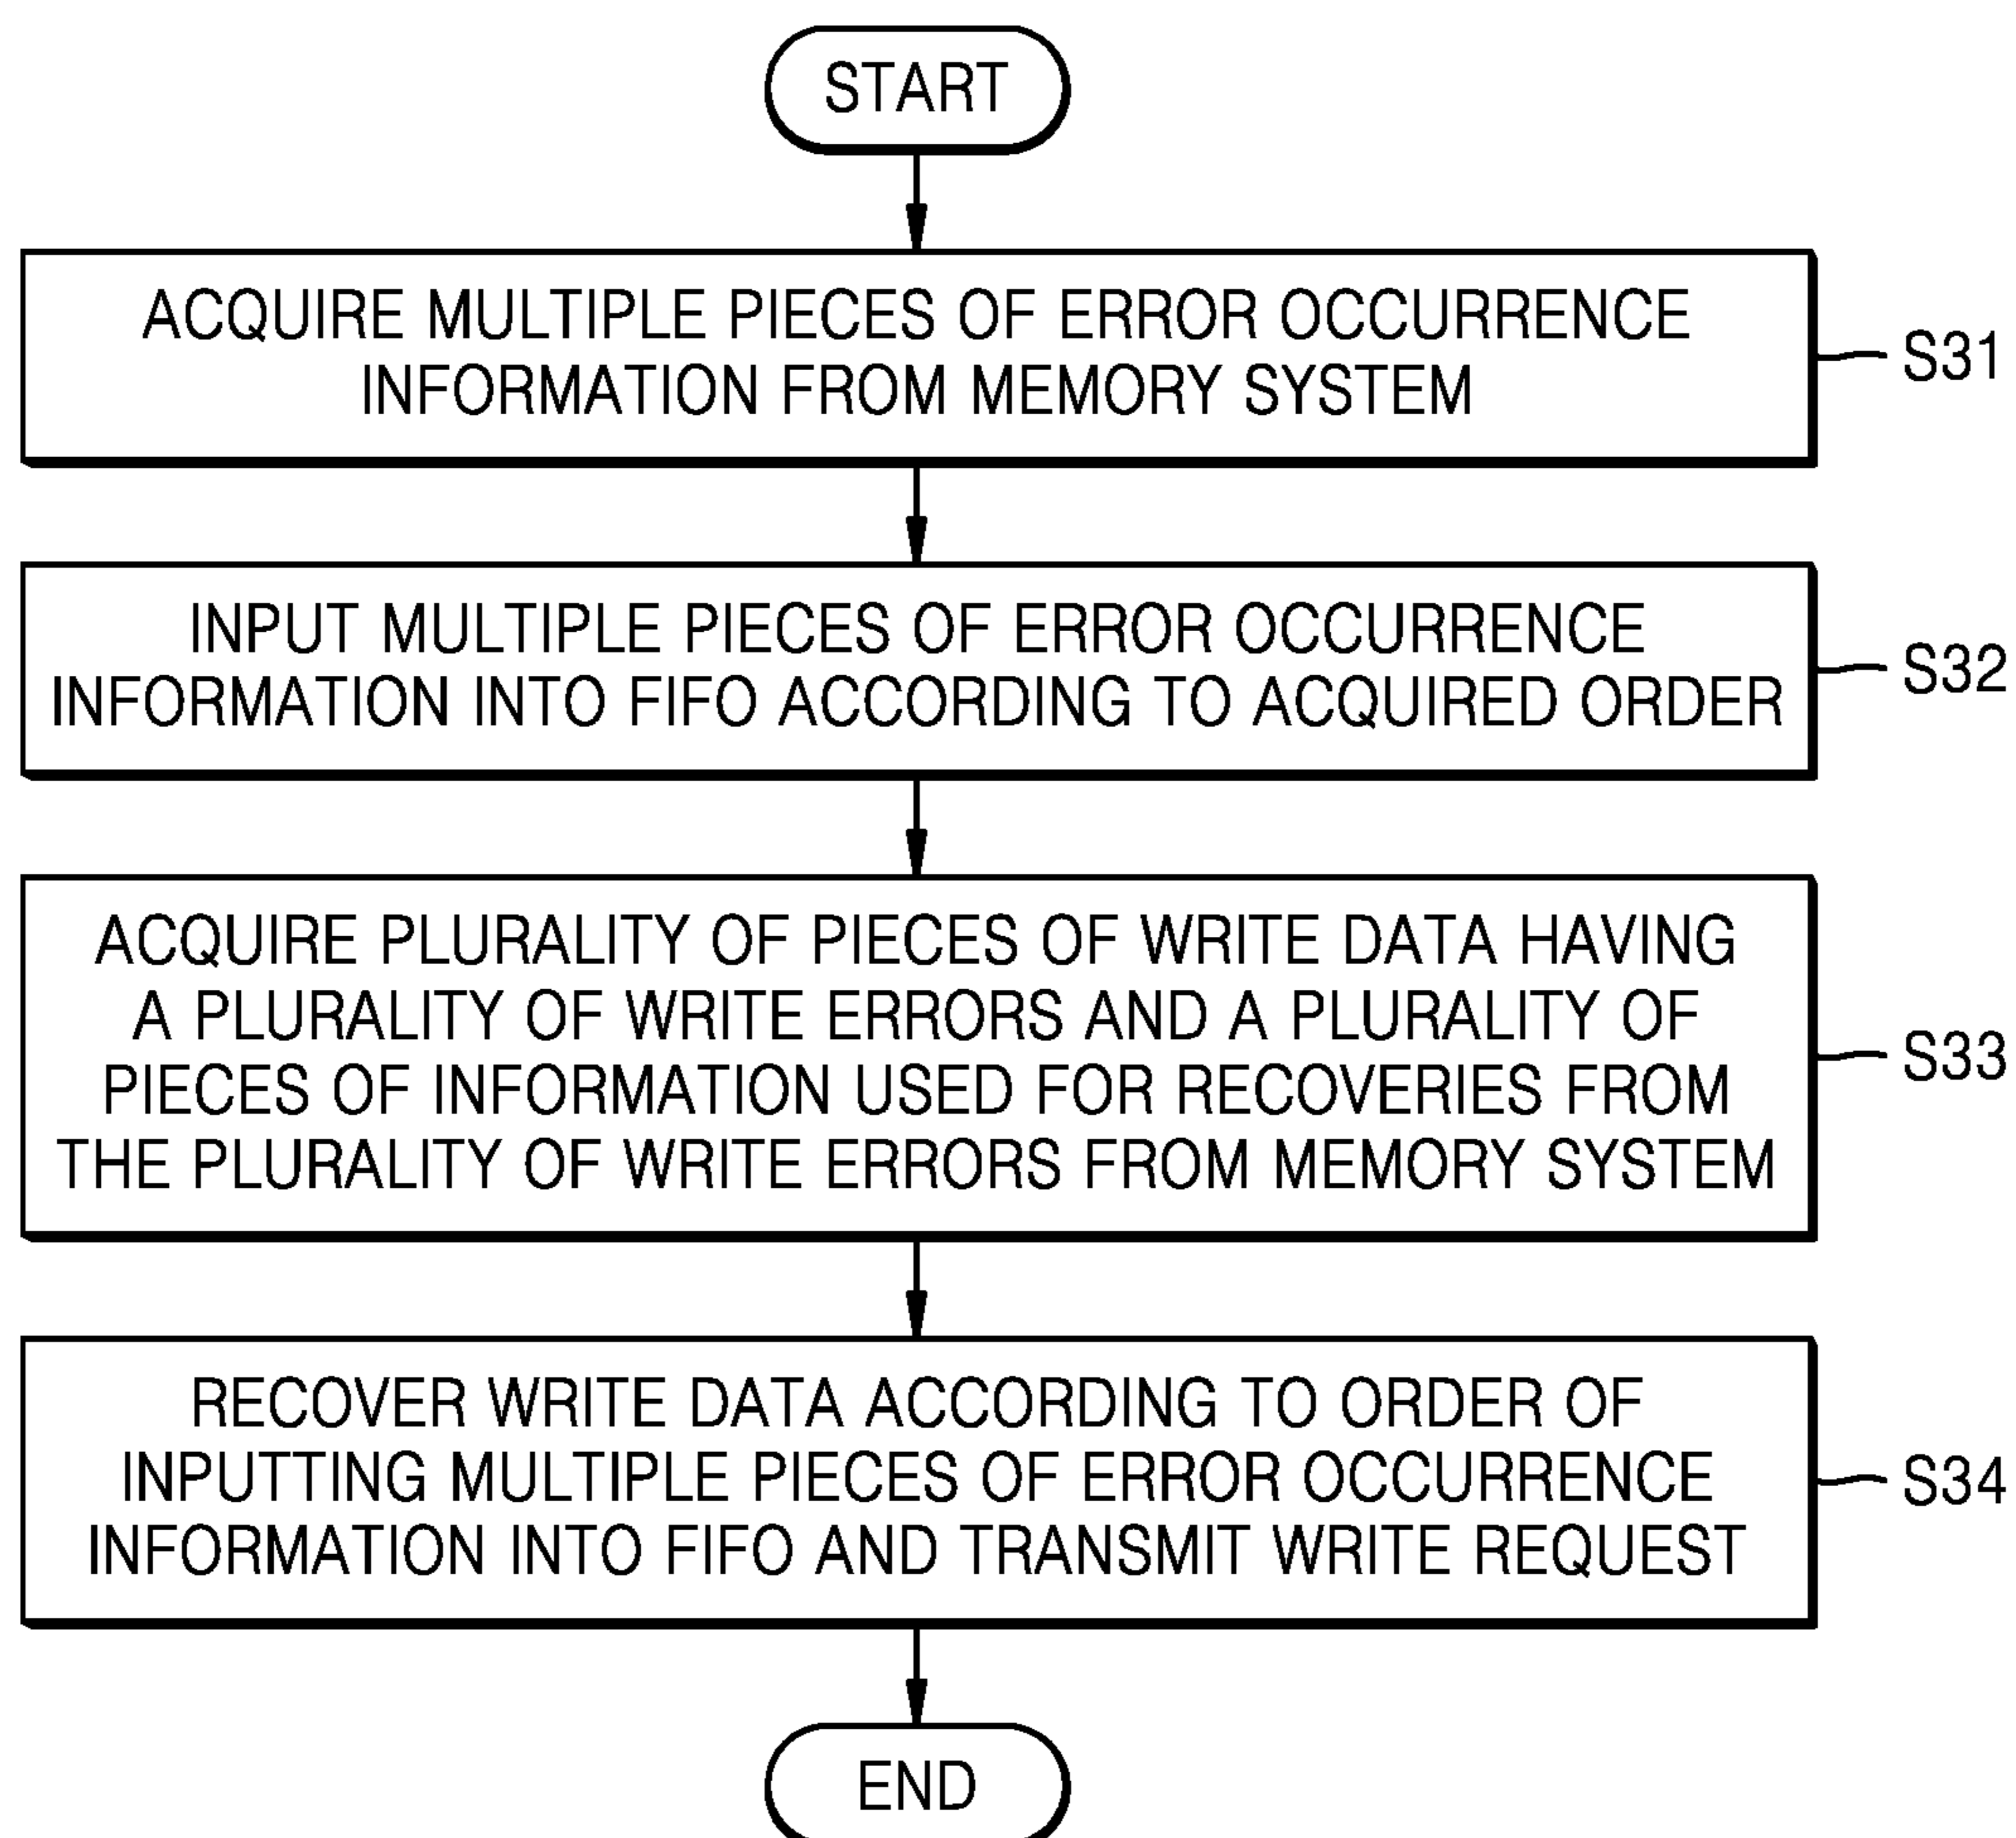 START
ACQUIRE MULTIPLE PIECES OF ERROR OCCURRENCE
INFORMATION FROM MEMORY SYSTEM
S31
INPUT MULTIPLE PIECES OF ERROR OCCURRENCE
INFORMATION INTO FIFO ACCORDING TO ACQUIRED ORDER
S32
ACQUIRE PLURALITY OF PIECES OF WRITE DATA HAVING
A PLURALITY OF WRITE ERRORS AND A PLURALITY OF
PIECES OF INFORMATION USED FOR RECOVERIES FROM
THE PLURALITY OF WRITE ERRORS FROM MEMORY SYSTEM
S33
RECOVER WRITE DATA ACCORDING TO ORDER OF
INPUTTING MULTIPLE PIECES OF ERROR OCCURRENCE
INFORMATION INTO FIFO AND TRANSMIT WRITE REQUEST
S34
END